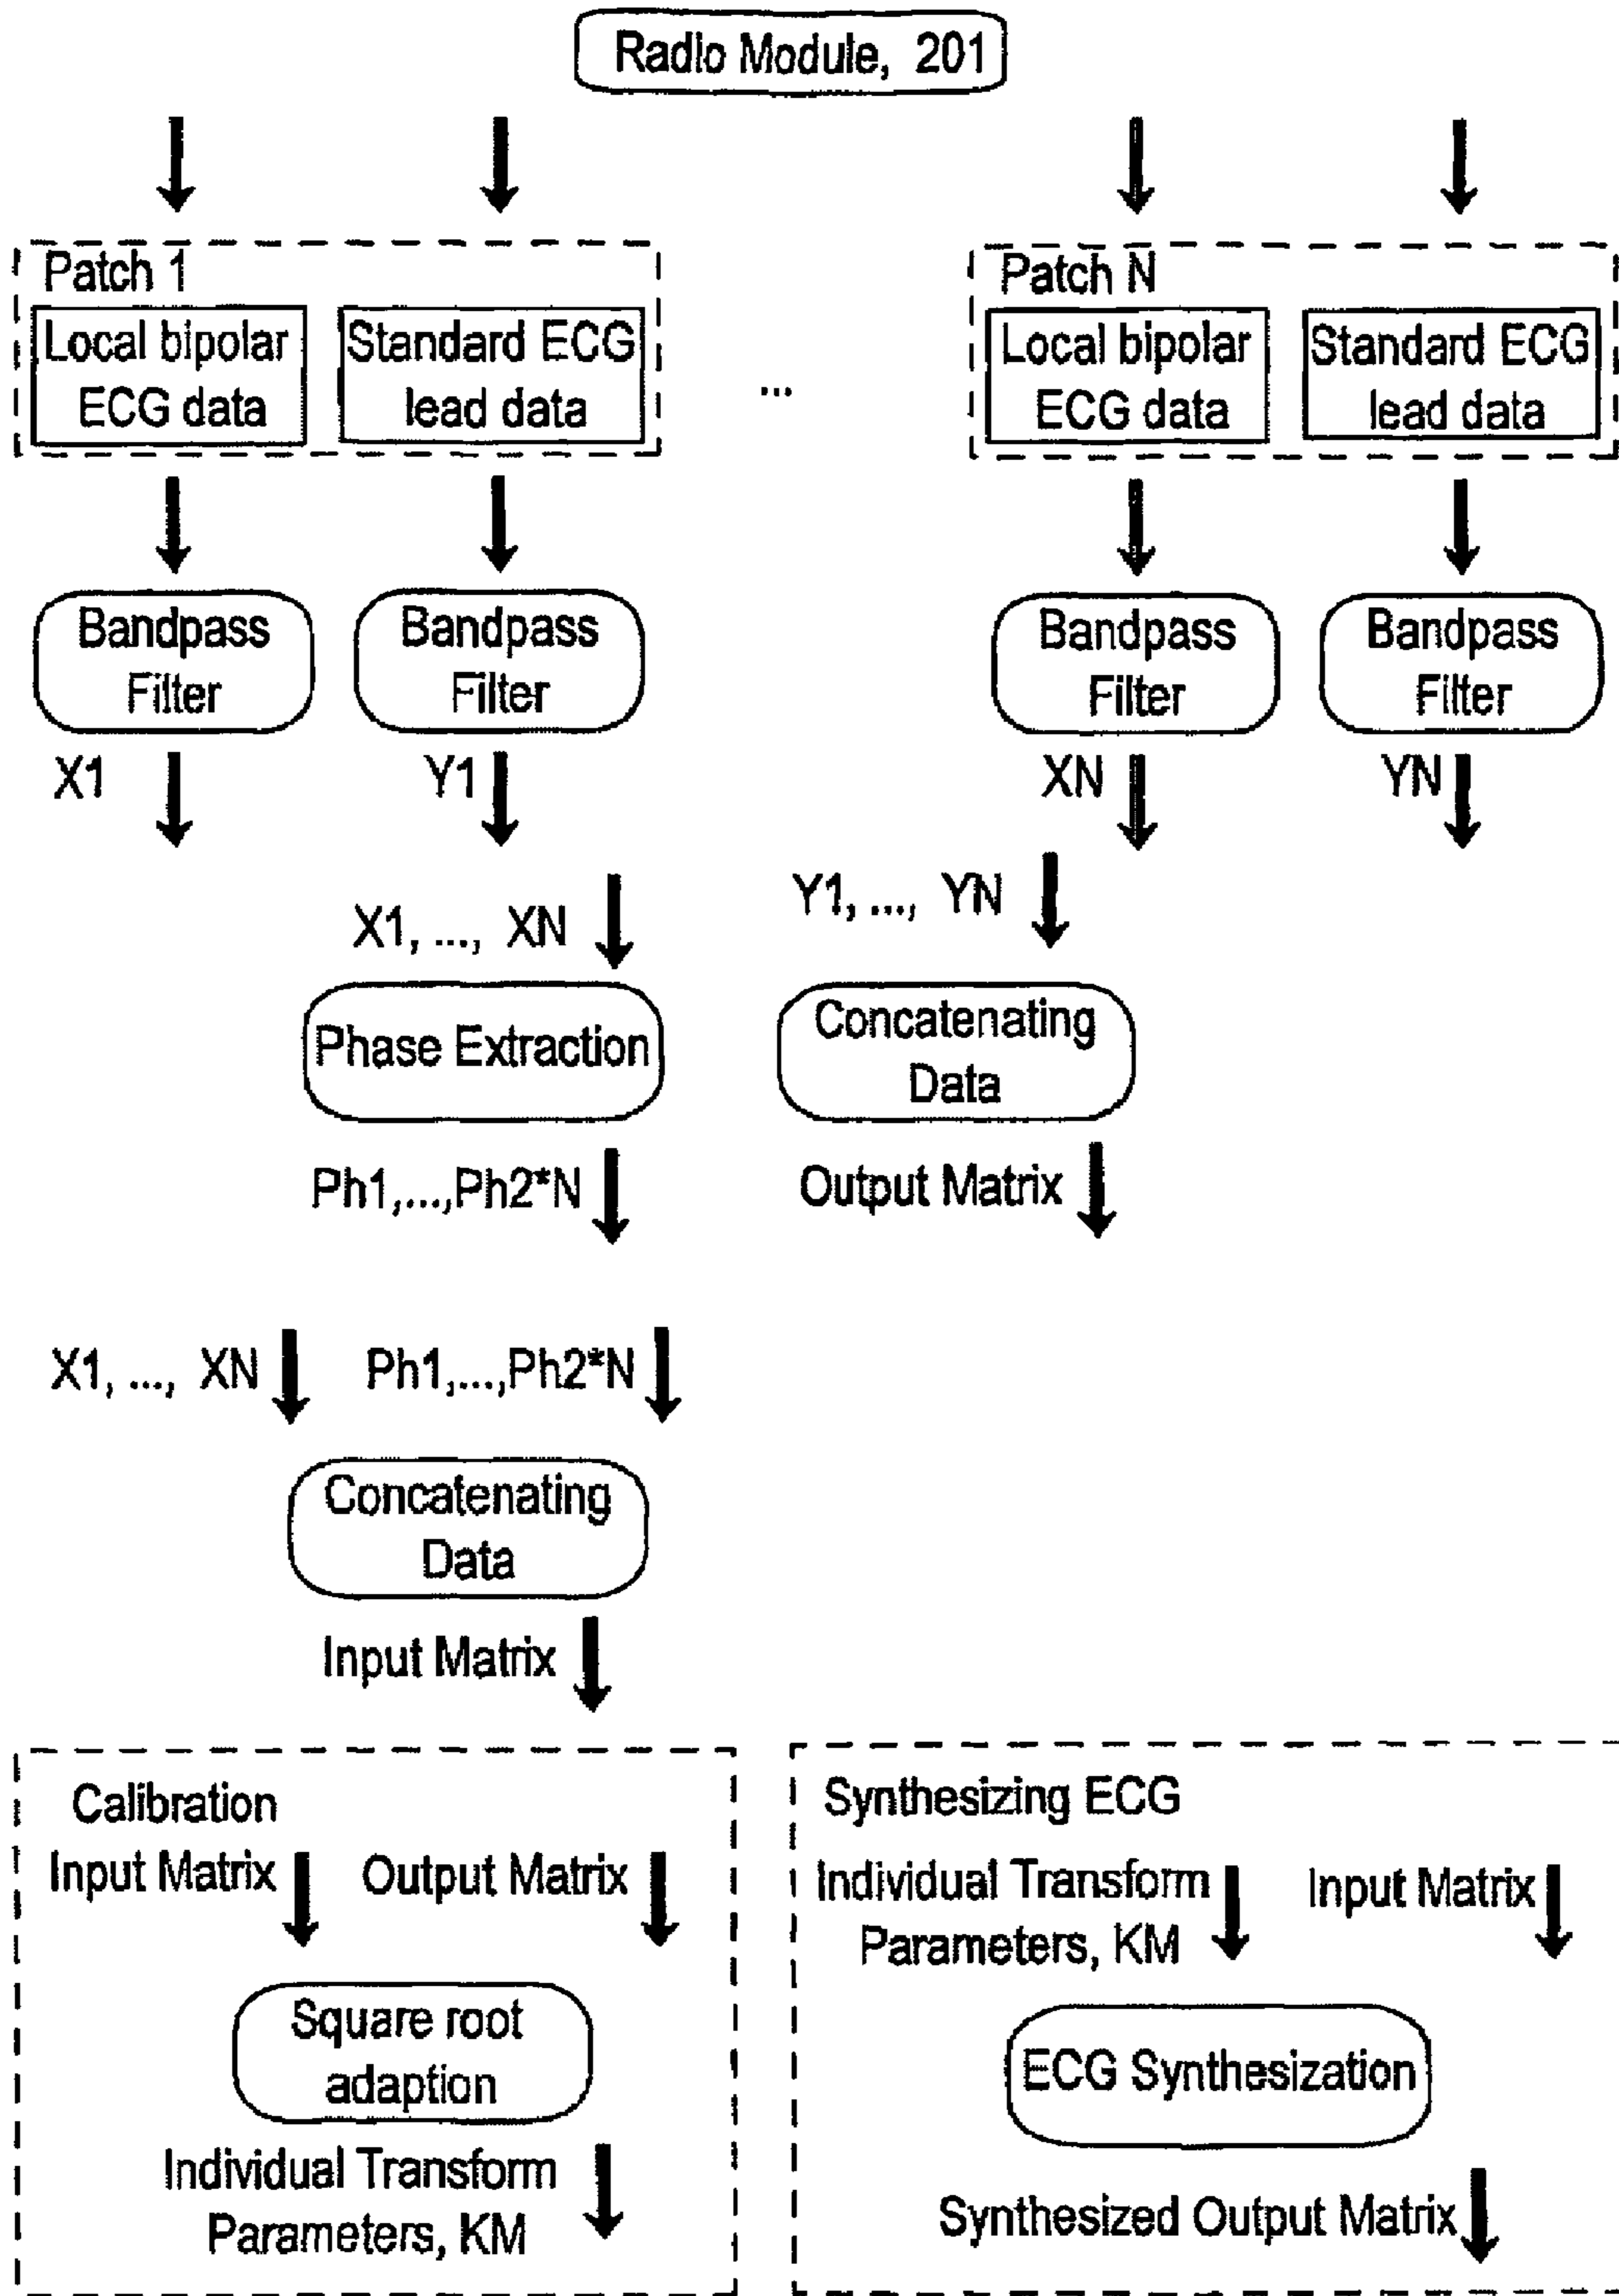 Radio Module, 201
Patch 1
Local bipolar
ECG data
Standard ECG
lead data
...
Patch N
Local bipolar
ECG data
Standard ECG
lead data
Bandpass
Filter
Bandpass
Filter
Bandpass
Filter
Bandpass
Filter
X1
Y1
XN
YN
X1, ..., XN
Y1, ..., YN
Phase Extraction
Concatenating
Data
Ph1,...,Ph2*N
Output Matrix
X1, ..., XN
Ph1,...,Ph2*N
Concatenating
Data
Input Matrix
Calibration
Input Matrix
Output Matrix
Square root
adaption
Individual Transform
Parameters, KM
Synthesizing ECG
Individual Transform
Parameters, KM
Input Matrix
ECG Synthesization
Synthesized Output Matrix